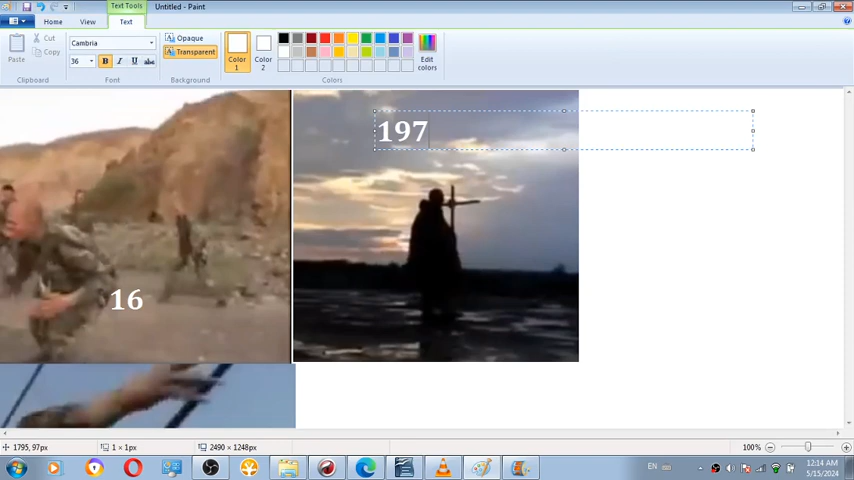 Text Tools
Untitled - Paint
Home
View
Text
Paste
Cut
Copy
Clipboard
Cambria
36
B
I
U
abc
Font
Opaque
Transparent
Background
Color
1
Color
2
Edit
colors
Colors
197
16
1795, 97px
1 × 1px
2490 × 1248px
100%
EN
12:14 AM
5/15/2024